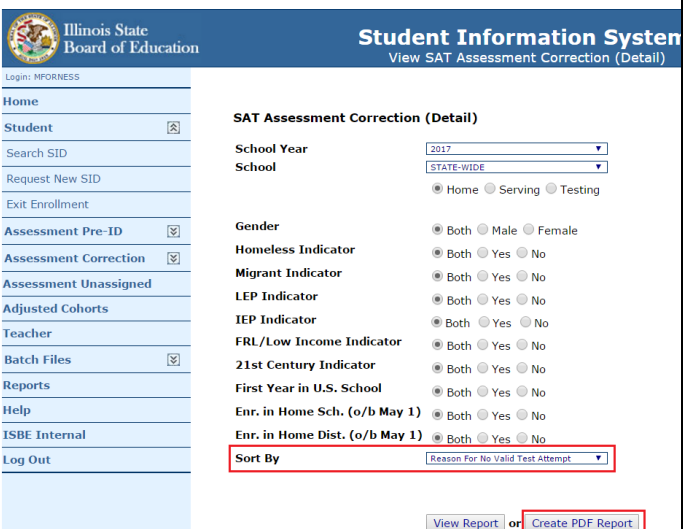 Illinois State
Board of Education
Student Information System
View SAT Assessment Correction (Detail)
Login: MFORNESS
Home
Student
Search SID
Request New SID
Exit Enrollment
Assessment Pre-ID
Assessment Correction
Assessment Unassigned
Adjusted Cohorts
Teacher
Batch Files
Reports
Help
ISBE Internal
Log Out
SAT Assessment Correction (Detail)
School Year 2017
School STATE-WIDE
Home Serving Testing
Gender Both Male Female
Homeless Indicator Both Yes No
Migrant Indicator Both Yes No
LEP Indicator Both Yes No
IEP Indicator Both Yes No
FRL/Low Income Indicator Both Yes No
21st Century Indicator Both Yes No
First Year in U.S. School Both Yes No
Enr. in Home Sch. (o/b May 1) Both Yes No
Enr. in Home Dist. (o/b May 1) Both Yes No
Sort By Reason For No Valid Test Attempt
View Report or Create PDF Report